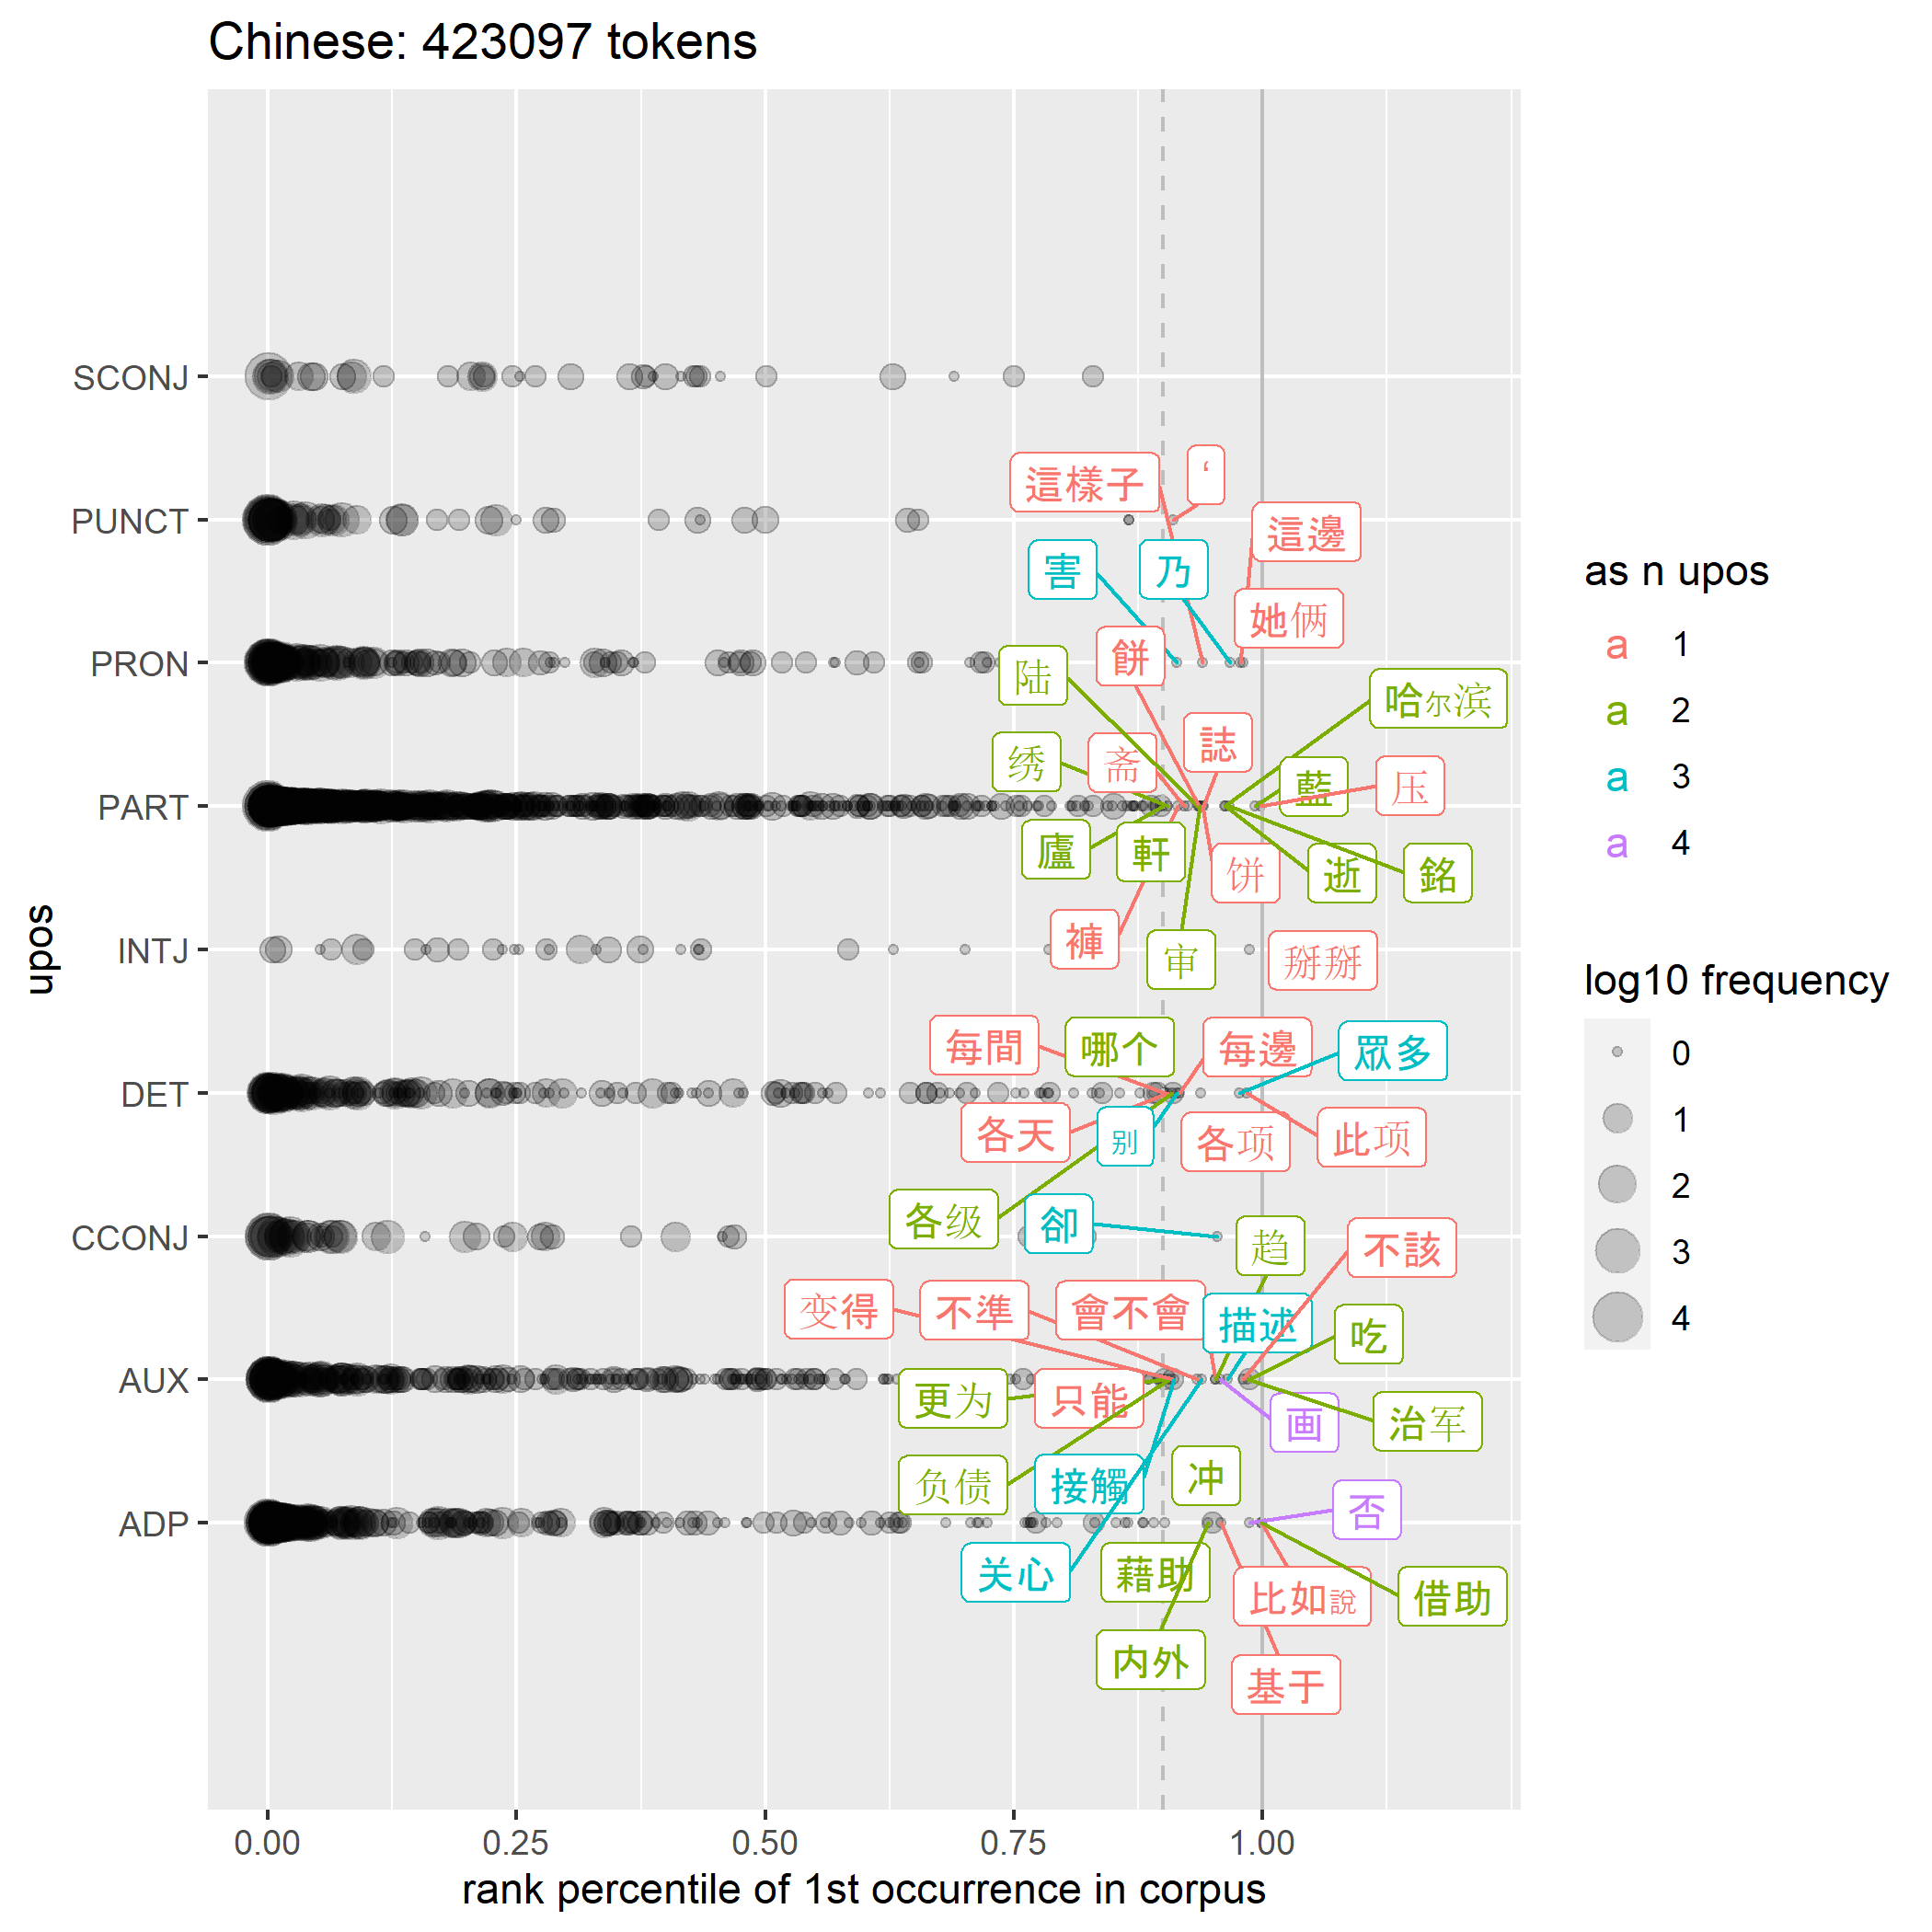 Chinese: 423097 tokens
SCONJ
PUNCT
PRON
PART
INTJ
DET
CCONJ
AUX
ADP
upos
這樣子
‘
這邊
害
乃
她俩
餅
陆
哈尔滨
誌
绣
斋
藍
压
廬
軒
饼
逝
銘
褲
审
掰掰
每間
哪个
每邊
眾多
各天
别
各项
此项
各级
卻
趋
不該
变得
不準
會不會
描述
吃
更为
只能
画
治军
负债
接觸
冲
否
关心
藉助
比如說
借助
内外
基于
0.00
0.25
0.50
0.75
1.00
rank percentile of 1st occurrence in corpus
as n upos
a 1
a 2
a 3
a 4
log10 frequency
0
1
2
3
4